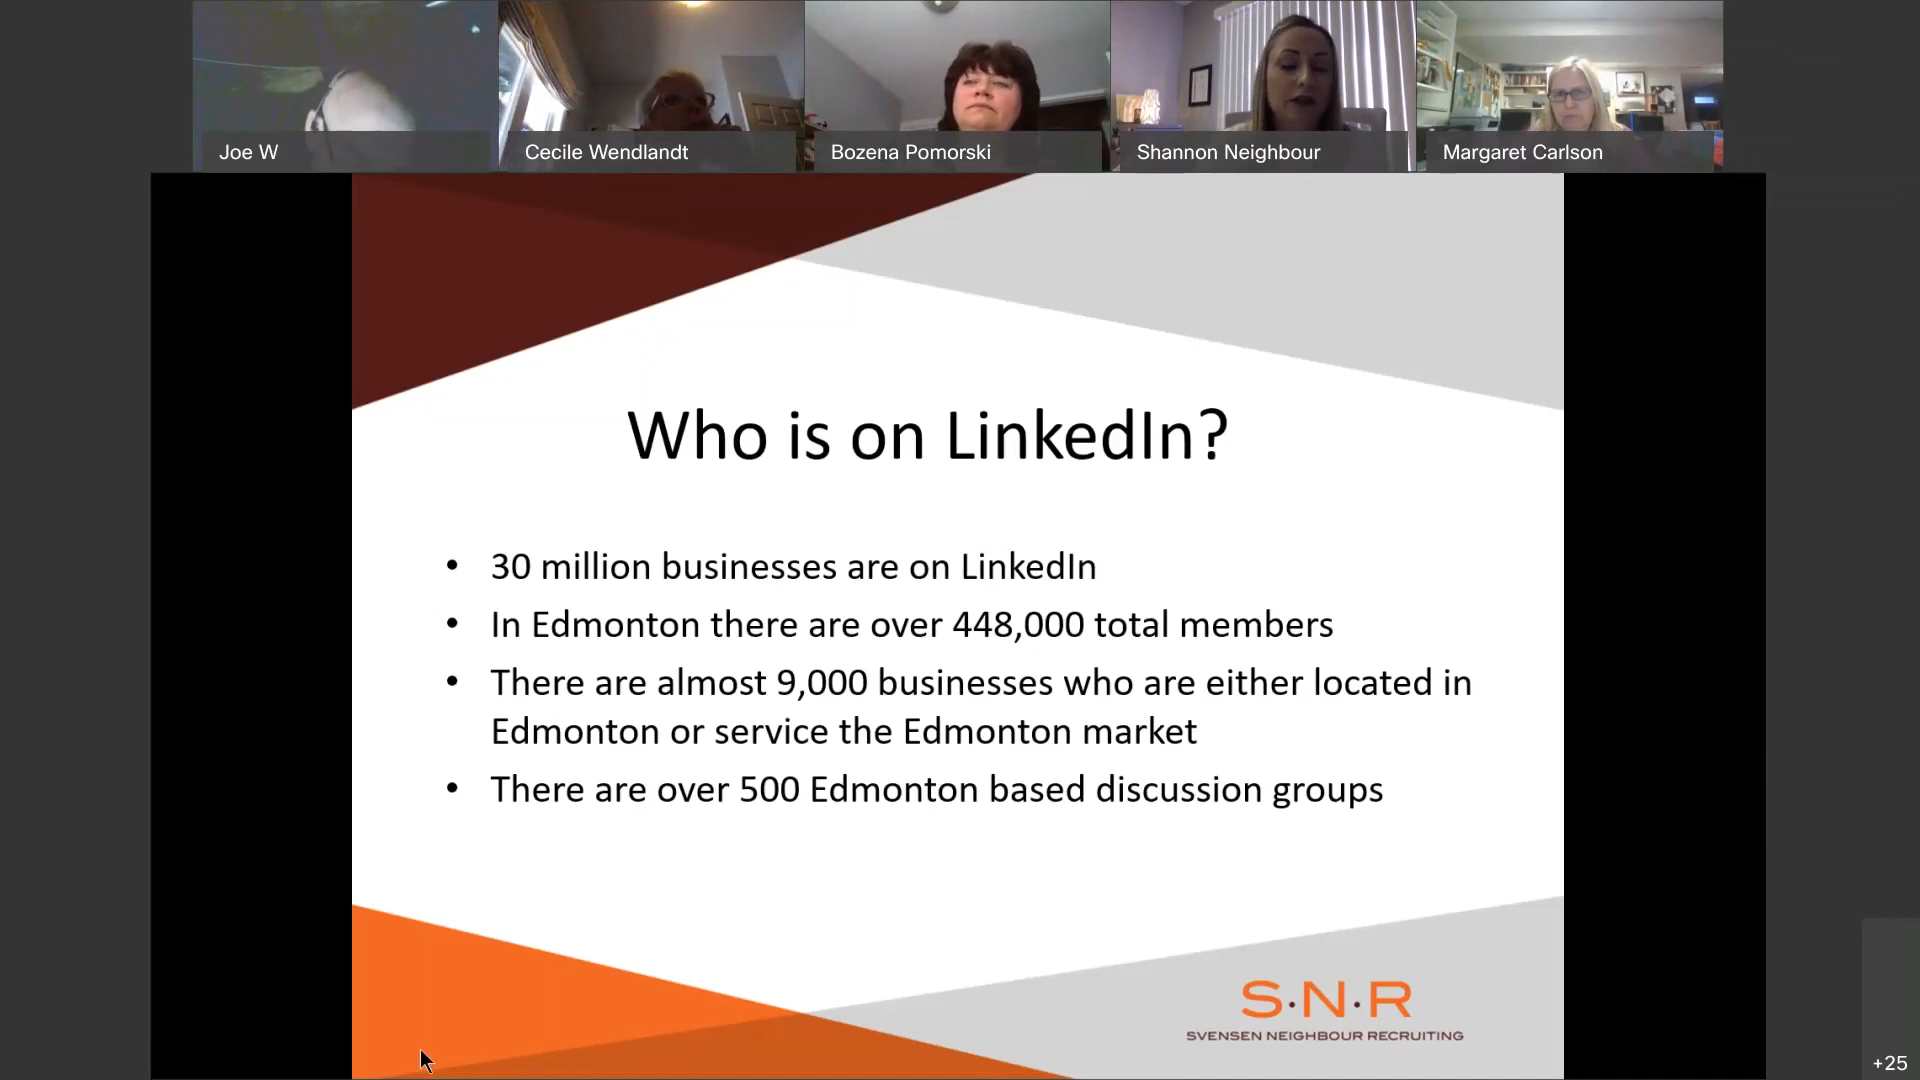 Joe W
Cecile Wendlandt
Bozena Pomorski
Shannon Neighbour
Margaret Carlson
Who is on LinkedIn?
• 30 million businesses are on LinkedIn
• In Edmonton there are over 448,000 total members
• There are almost 9,000 businesses who are either located in
Edmonton or service the Edmonton market
• There are over 500 Edmonton based discussion groups
S·N·R
SVENSEN NEIGHBOUR RECRUITING
+25